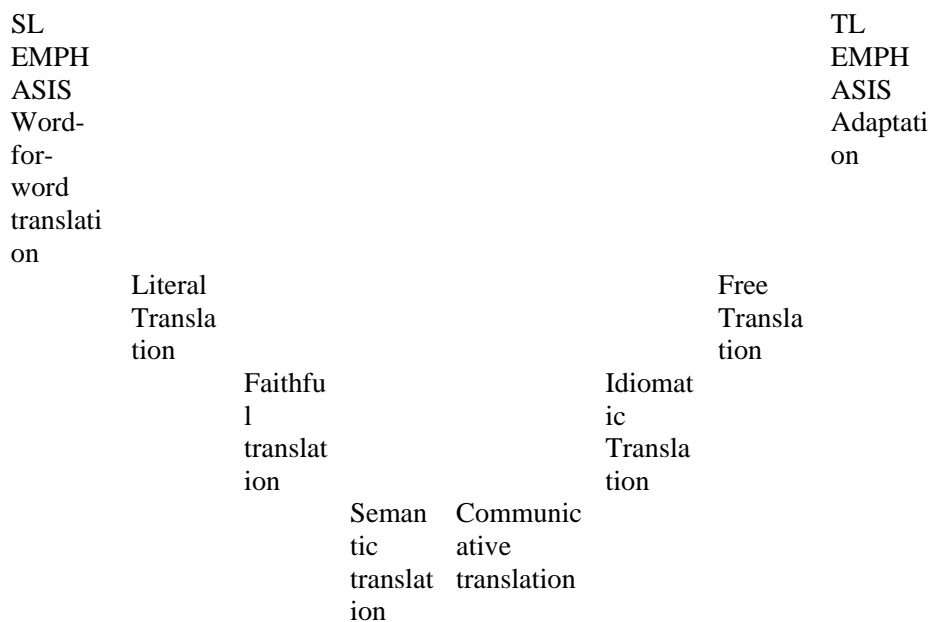 SL
EMPH
ASIS
Word-
for-
word
translati
on
TL
EMPH
ASIS
Adaptati
on
Literal
Transla
tion
Free
Transla
tion
Faithfu
l
translat
ion
Idiomat
ic
Transla
tion
Seman
tic
translat
ion
Communic
ative
translation